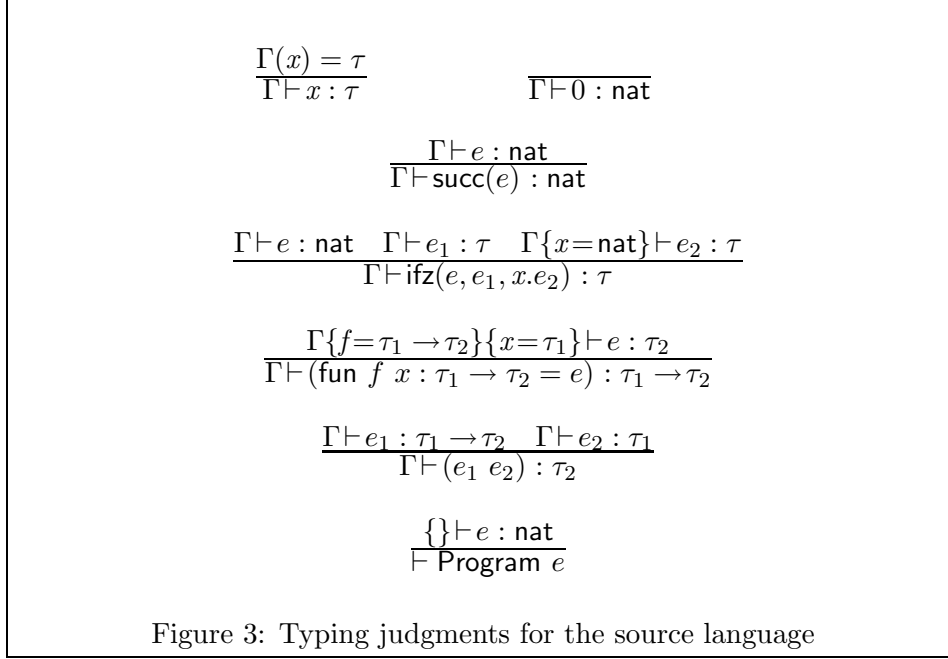 Γ(x) = τ
Γ ⊢ x : τ
Γ ⊢ 0 : nat
Γ ⊢ e : nat
Γ ⊢ succ(e) : nat
Γ ⊢ e : nat Γ ⊢ e₁ : τ Γ{x=nat} ⊢ e₂ : τ
Γ ⊢ ifz(e, e₁, x.e₂) : τ
Γ{f=τ₁ → τ₂}{x=τ₁} ⊢ e : τ₂
Γ ⊢ (fun f x : τ₁ → τ₂ = e) : τ₁ → τ₂
Γ ⊢ e₁ : τ₁ → τ₂ Γ ⊢ e₂ : τ₁
Γ ⊢ (e₁ e₂) : τ₂
{} ⊢ e : nat
⊢ Program e
Figure 3: Typing judgments for the source language